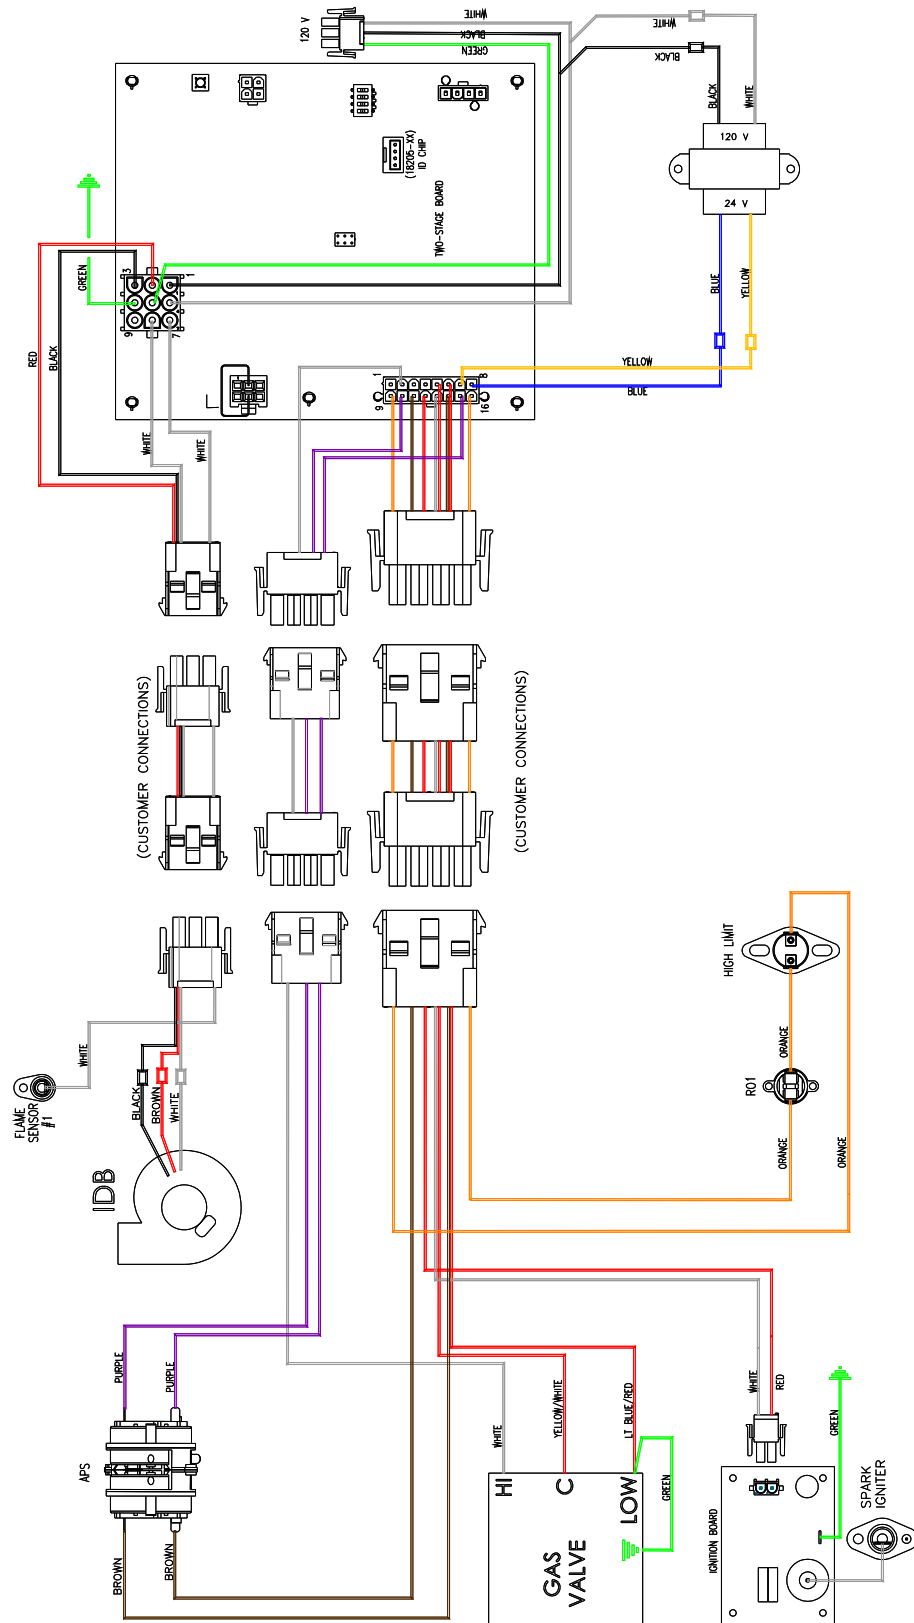 WHITE
BLACK
GREEN
120 V
WHITE
BLACK
BLACK
WHITE
120 V
24 V
(18205-XX)
ID CHIP
TWO-STAGE BOARD
GREEN
3
1
9
7
RED
BLACK
WHITE
WHITE
BLUE
YELLOW
YELLOW
BLUE
1
8
9
16
(CUSTOMER CONNECTIONS)
(CUSTOMER CONNECTIONS)
HIGH LIMIT
WHITE
FLAME
SENSOR
#1
BLACK
BROWN
WHITE
IDB
ORANGE
RO1
ORANGE
ORANGE
PURPLE
PURPLE
APS
BROWN
BROWN
WHITE
YELLOW/WHITE
LT BLUE/RED
HI
C
LOW
GREEN
GAS
VALVE
WHITE
RED
GREEN
IGNITION BOARD
SPARK
IGNITER